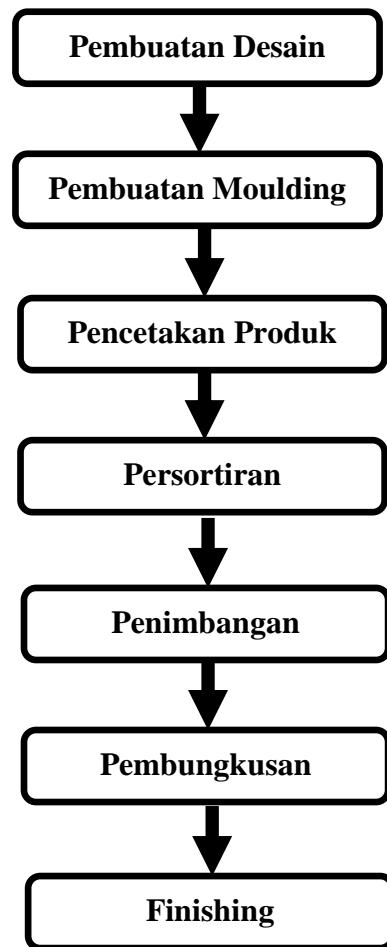 Pembuatan Desain
Pembuatan Moulding
Pencetakan Produk
Persortiran
Penimbangan
Pembungkusan
Finishing